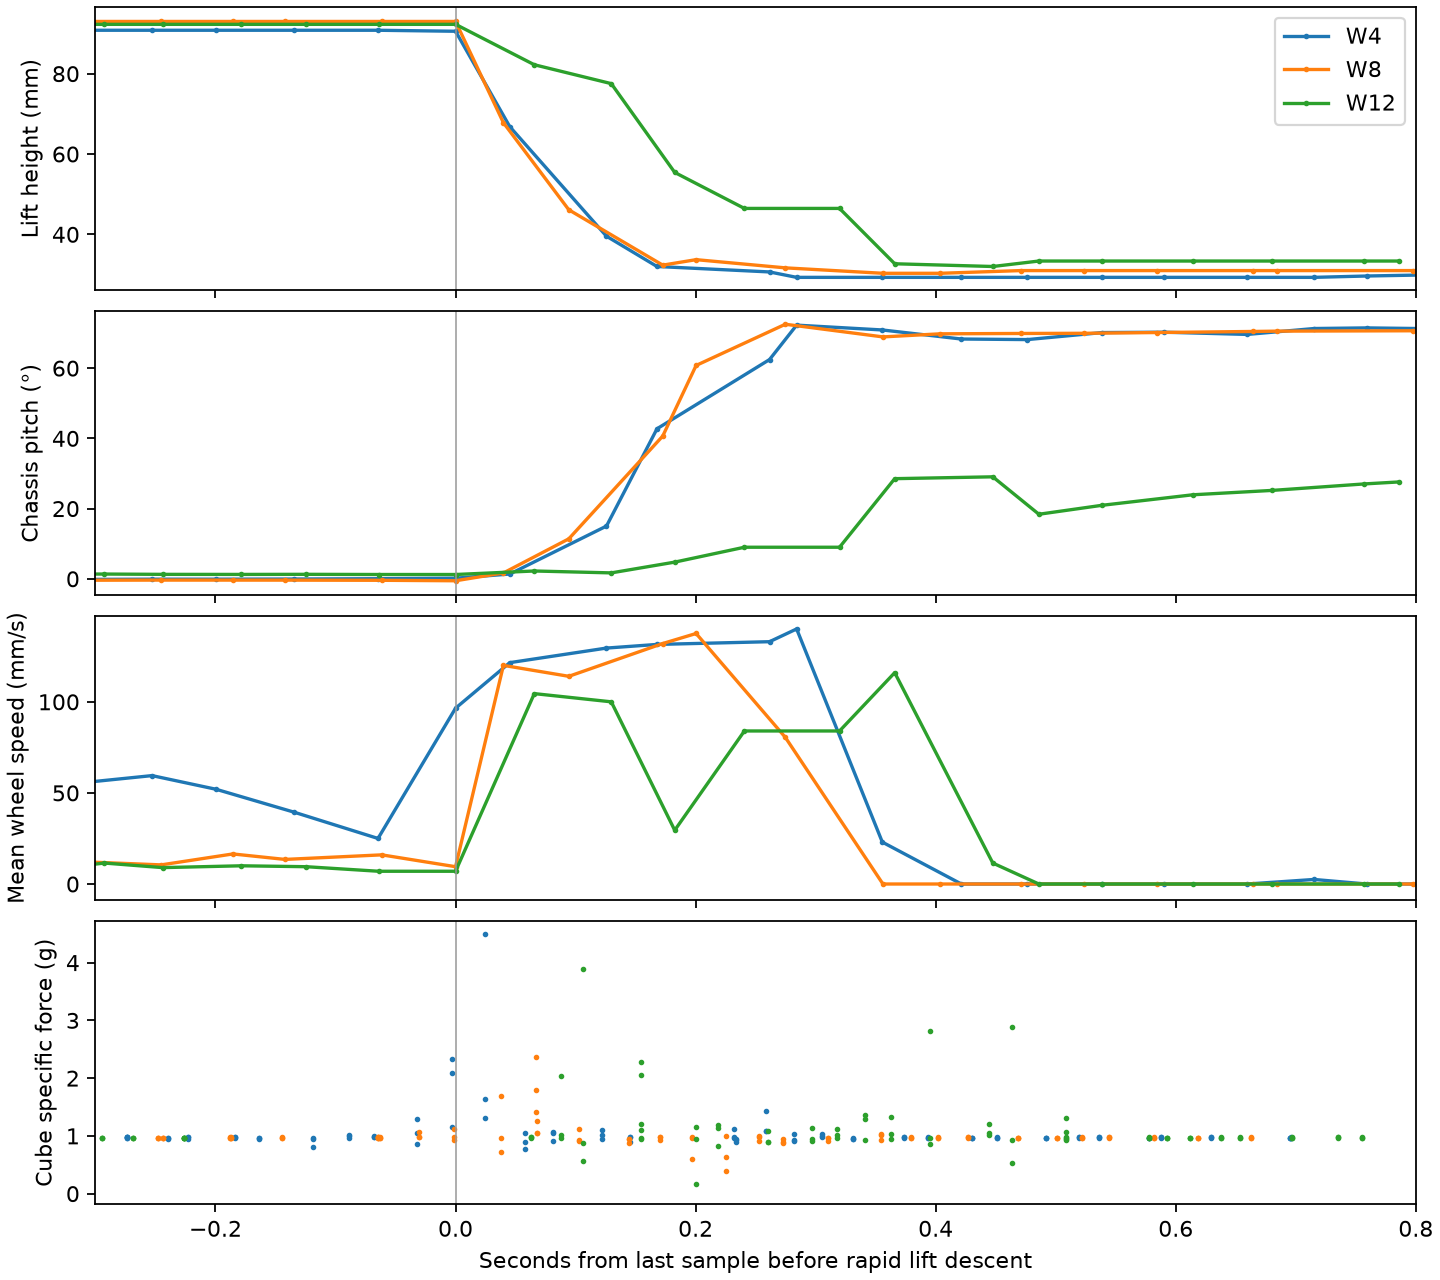 Lift height (mm)
80
60
40
W4
W8
W12
Chassis pitch (°)
60
40
20
0
Mean wheel speed (mm/s)
100
50
0
Cube specific force (g)
4
3
2
1
0
−0.2 0.0 0.2 0.4 0.6 0.8
Seconds from last sample before rapid lift descent